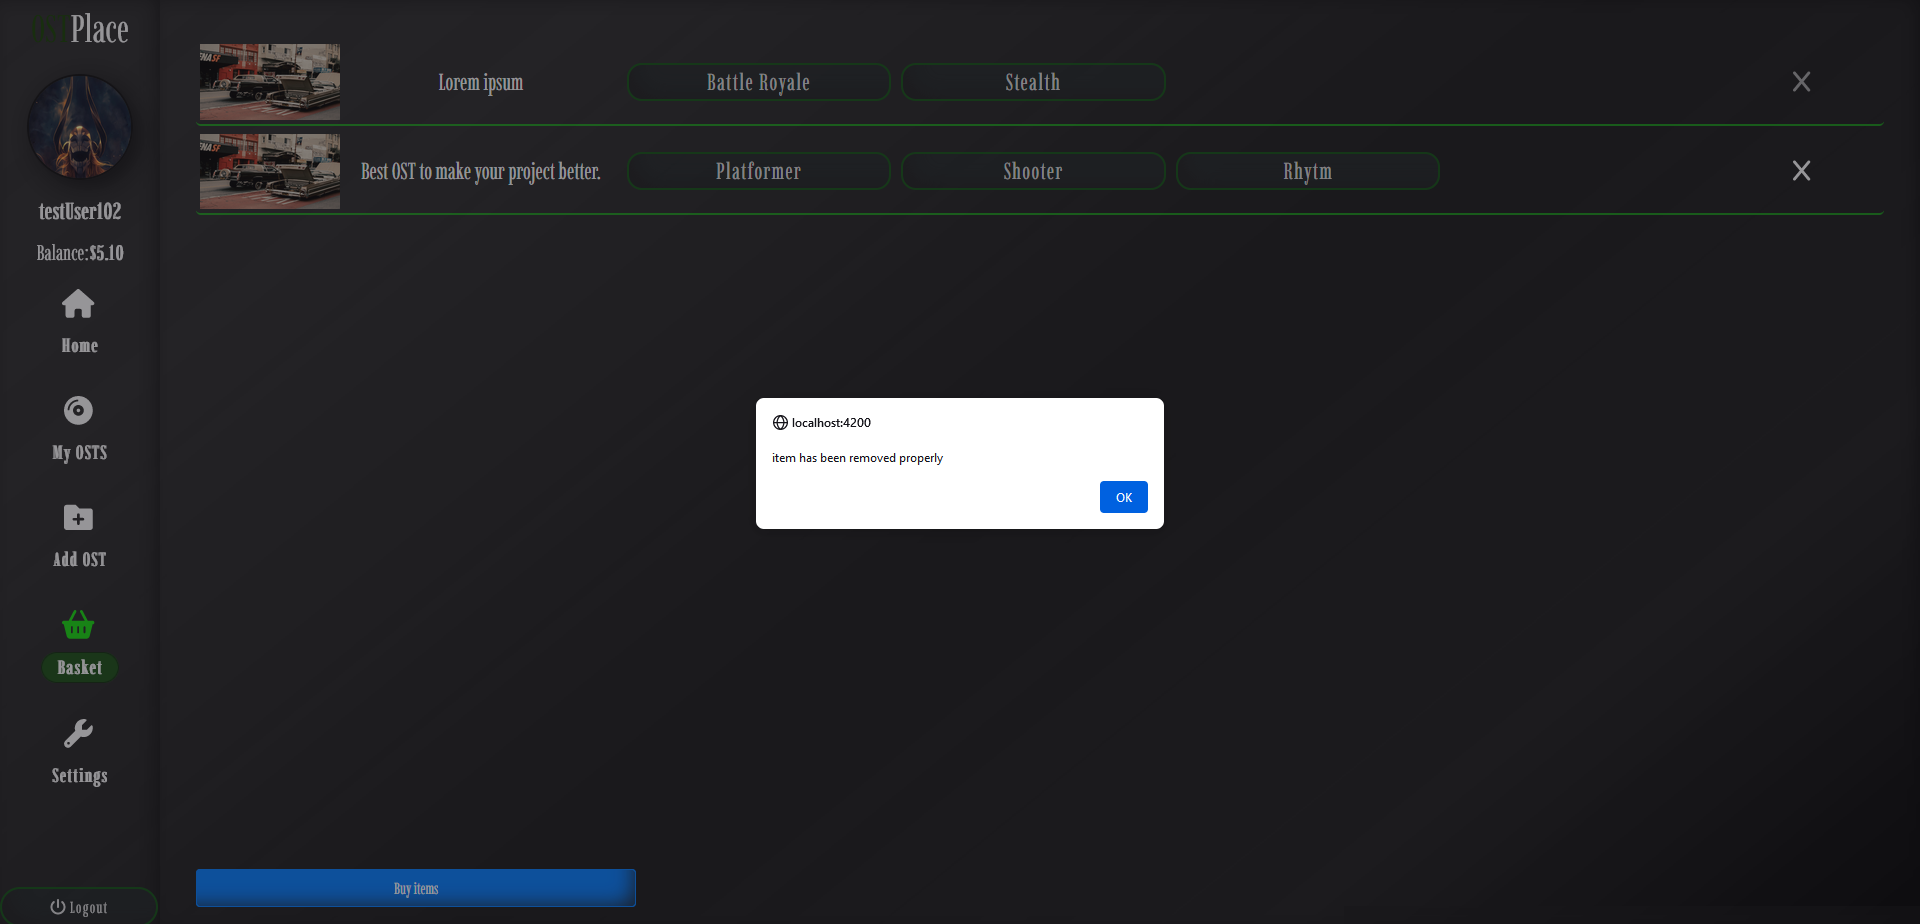 Place
testUser102
Balance:$5.10
Home
My OSTS
Add OST
Basket
Settings
Logout
Lorem ipsum
Battle Royale
Stealth
Best OST to make your project better.
Platformer
Shooter
Rhytm
localhost:4200
item has been removed properly
OK
Buy items